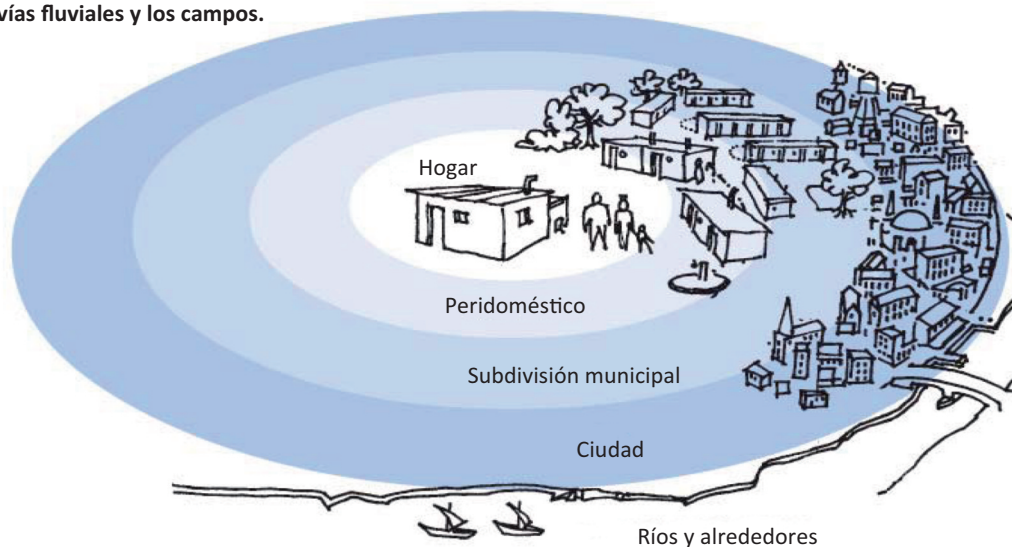 vías fluviales y los campos.
Hogar
Peridoméstico
Subdivisión municipal
Ciudad
Ríos y alrededores